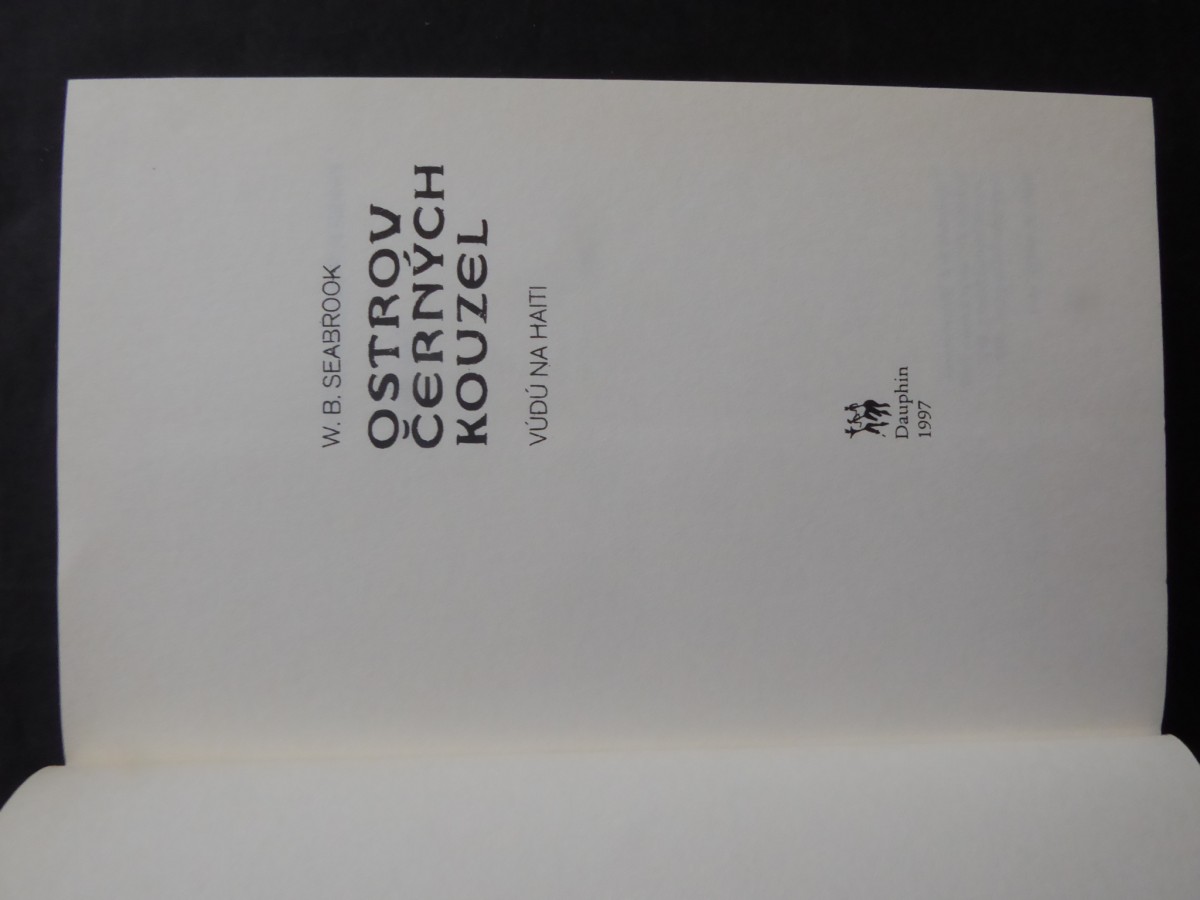 W. B. SEABROOK
OSTROV
ČERNÝCH
KOUZEL
VÚDÚ NA HAITI
Dauphin
1997